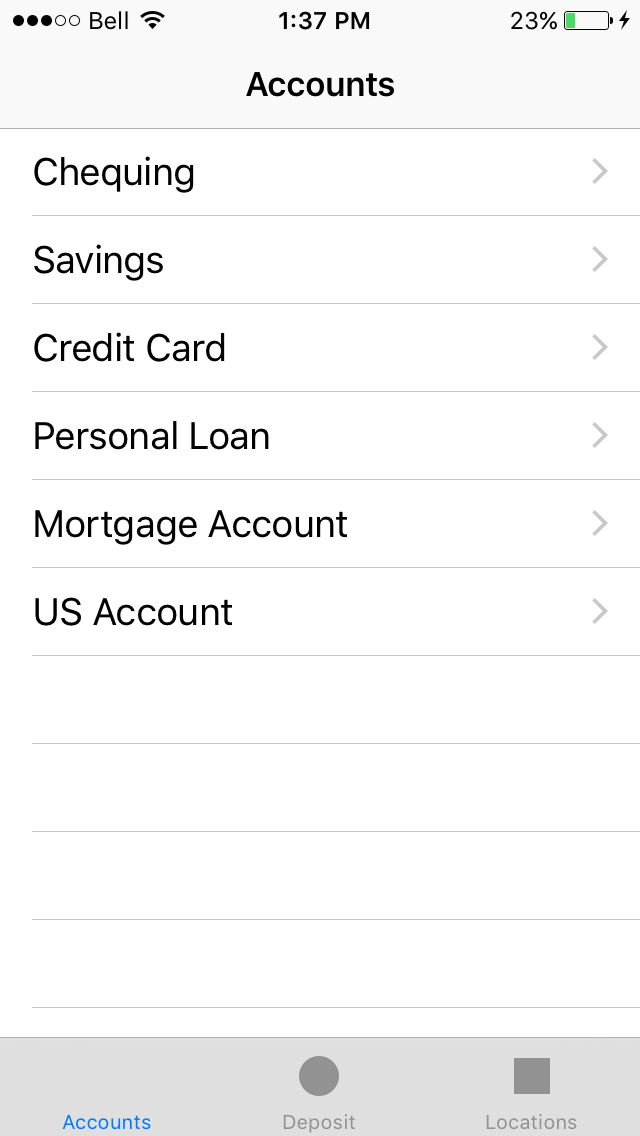 Bell 1:37 PM 23%
Accounts
Chequing
Savings
Credit Card
Personal Loan
Mortgage Account
US Account
Accounts Deposit Locations